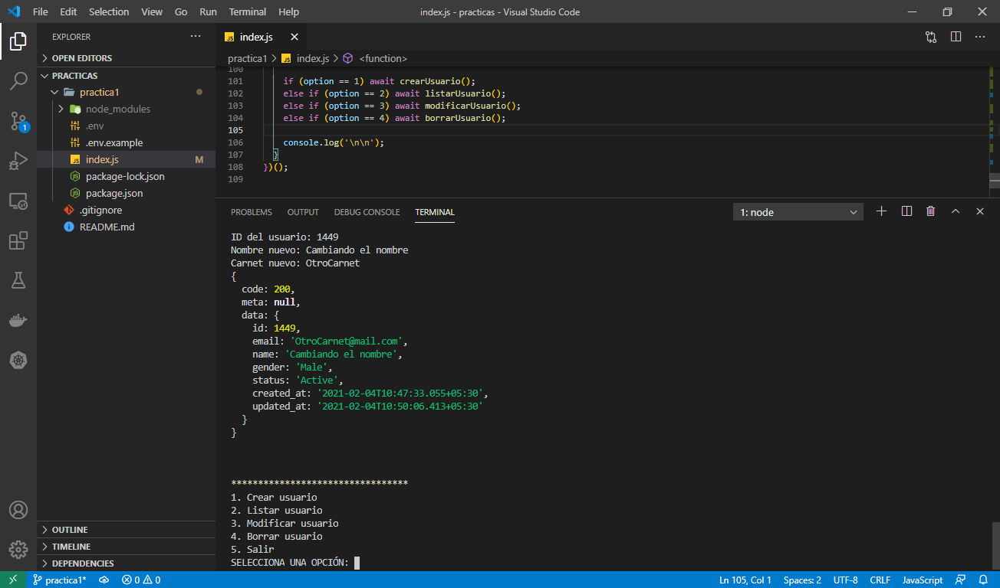 File Edit Selection View Go Run Terminal Help index.js - practicas - Visual Studio Code
EXPLORER ···
OPEN EDITORS
PRACTICAS
practica1
node_modules
.env
.env.example
JS index.js M
package-lock.json
package.json
.gitignore
README.md
OUTLINE
TIMELINE
DEPENDENCIES
1
JS index.js
practica1 > JS index.js > <function>
100
101 if (option == 1) await crearUsuario();
102 else if (option == 2) await listarUsuario();
103 else if (option == 3) await modificarUsuario();
104 else if (option == 4) await borrarUsuario();
105
106 console.log('\n\n');
107 }
108 })();
109
PROBLEMS OUTPUT DEBUG CONSOLE TERMINAL 1: node
ID del usuario: 1449
Nombre nuevo: Cambiando el nombre
Carnet nuevo: OtroCarnet
{
code: 200,
meta: null,
data: {
id: 1449,
email: 'OtroCarnet@mail.com',
name: 'Cambiando el nombre',
gender: 'Male',
status: 'Active',
created_at: '2021-02-04T10:47:33.055+05:30',
updated_at: '2021-02-04T10:50:06.413+05:30'
}
}
*********************************
1. Crear usuario
2. Listar usuario
3. Modificar usuario
4. Borrar usuario
5. Salir
SELECCIONA UNA OPCIÓN:
practica1* 0 0 Ln 105, Col 1 Spaces: 2 UTF-8 CRLF JavaScript